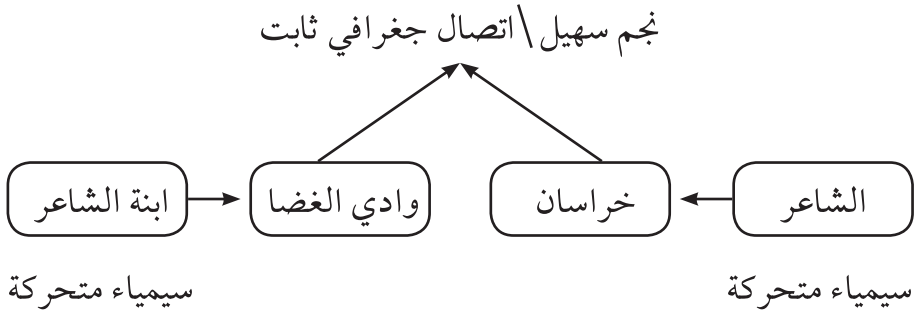 نجم سهيل\اتصال جغرافي ثابت
الشاعر
خراسان
وادي الغضا
ابنة الشاعر
سيمياء متحركة
سيمياء متحركة